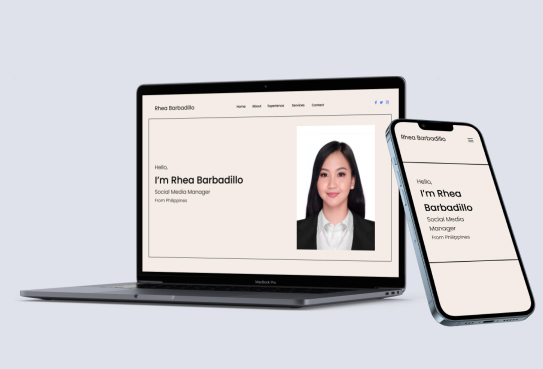 Rhea Barbadillo
Home About Experience Services Contact
Hello,
I'm Rhea Barbadillo
Social Media Manager
From Philippines
MacBook Pro
Rhea Barbadillo
Hello,
I'm Rhea
Barbadillo
Social Media
Manager
From Philippines